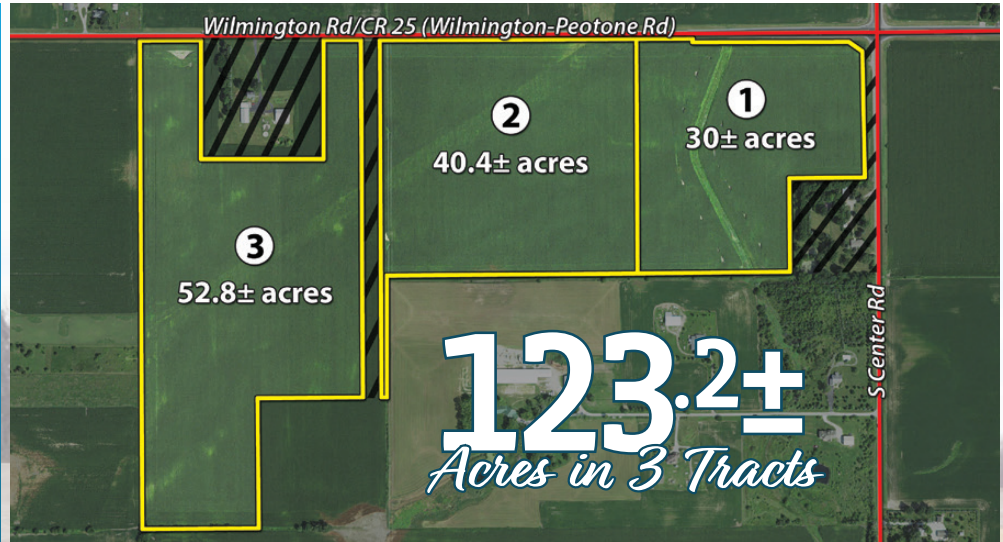 Wilmington Rd/CR 25 (Wilmington-Peotone Rd)
1
30± acres
2
40.4± acres
3
52.8± acres
S Center Rd
123.2±
Acres in 3 Tracts